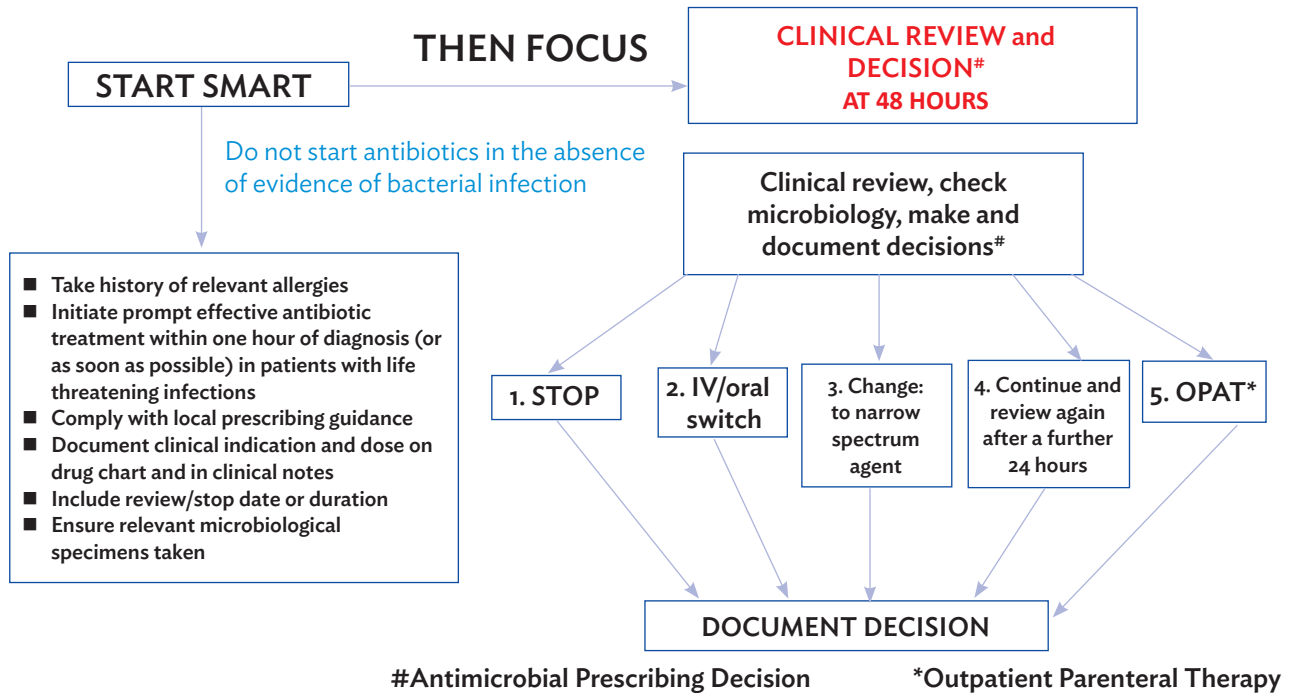 START SMART
THEN FOCUS
CLINICAL REVIEW and
DECISION#
AT 48 HOURS
Do not start antibiotics in the absence
of evidence of bacterial infection
■ Take history of relevant allergies
■ Initiate prompt effective antibiotic
treatment within one hour of diagnosis (or
as soon as possible) in patients with life
threatening infections
■ Comply with local prescribing guidance
■ Document clinical indication and dose on
drug chart and in clinical notes
■ Include review/stop date or duration
■ Ensure relevant microbiological
specimens taken
Clinical review, check
microbiology, make and
document decisions#
1. STOP
2. IV/oral
switch
3. Change:
to narrow
spectrum
agent
4. Continue and
review again
after a further
24 hours
5. OPAT*
DOCUMENT DECISION
#Antimicrobial Prescribing Decision
*Outpatient Parenteral Therapy